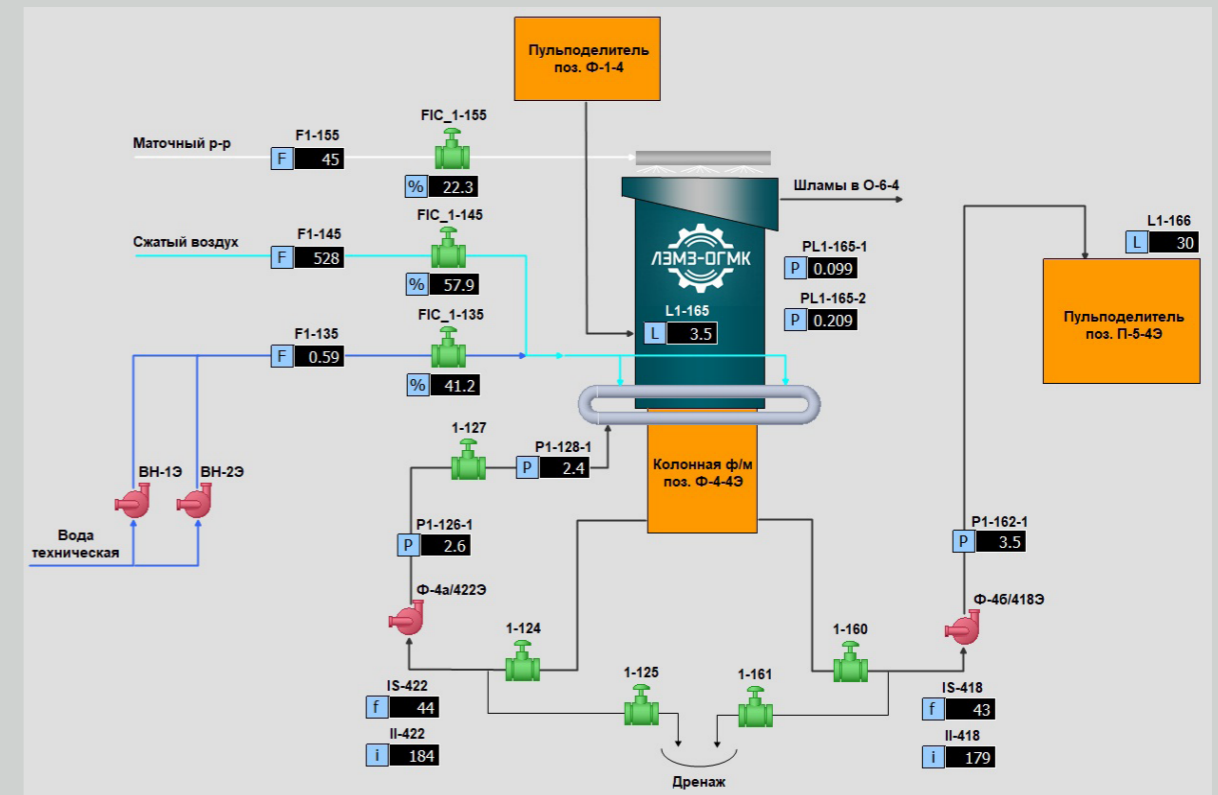 Пульподелитель
поз. Ф-1-4
FIC_1-155
F1-155
Маточный р-р
F 45
% 22.3
Шламы в О-6-4
FIC_1-145
L1-166
F1-145
Сжатый воздух
L 30
F 528
ЛЭМЗ-ОГМК
PL1-165-1
P 0.099
% 57.9
PL1-165-2
L1-165
FIC_1-135
P 0.209
Пульподелитель
поз. П-5-4Э
F1-135
L 3.5
F 0.59
% 41.2
1-127
P1-128-1
ВН-1Э
ВН-2Э
P 2.4
Колонная ф/м
поз. Ф-4-4Э
P1-126-1
P1-162-1
Вода
техническая
P 2.6
P 3.5
Ф-4а/422Э
Ф-4б/418Э
1-124
1-160
1-125
1-161
IS-422
IS-418
f 44
f 43
II-422
II-418
i 184
i 179
Дренаж